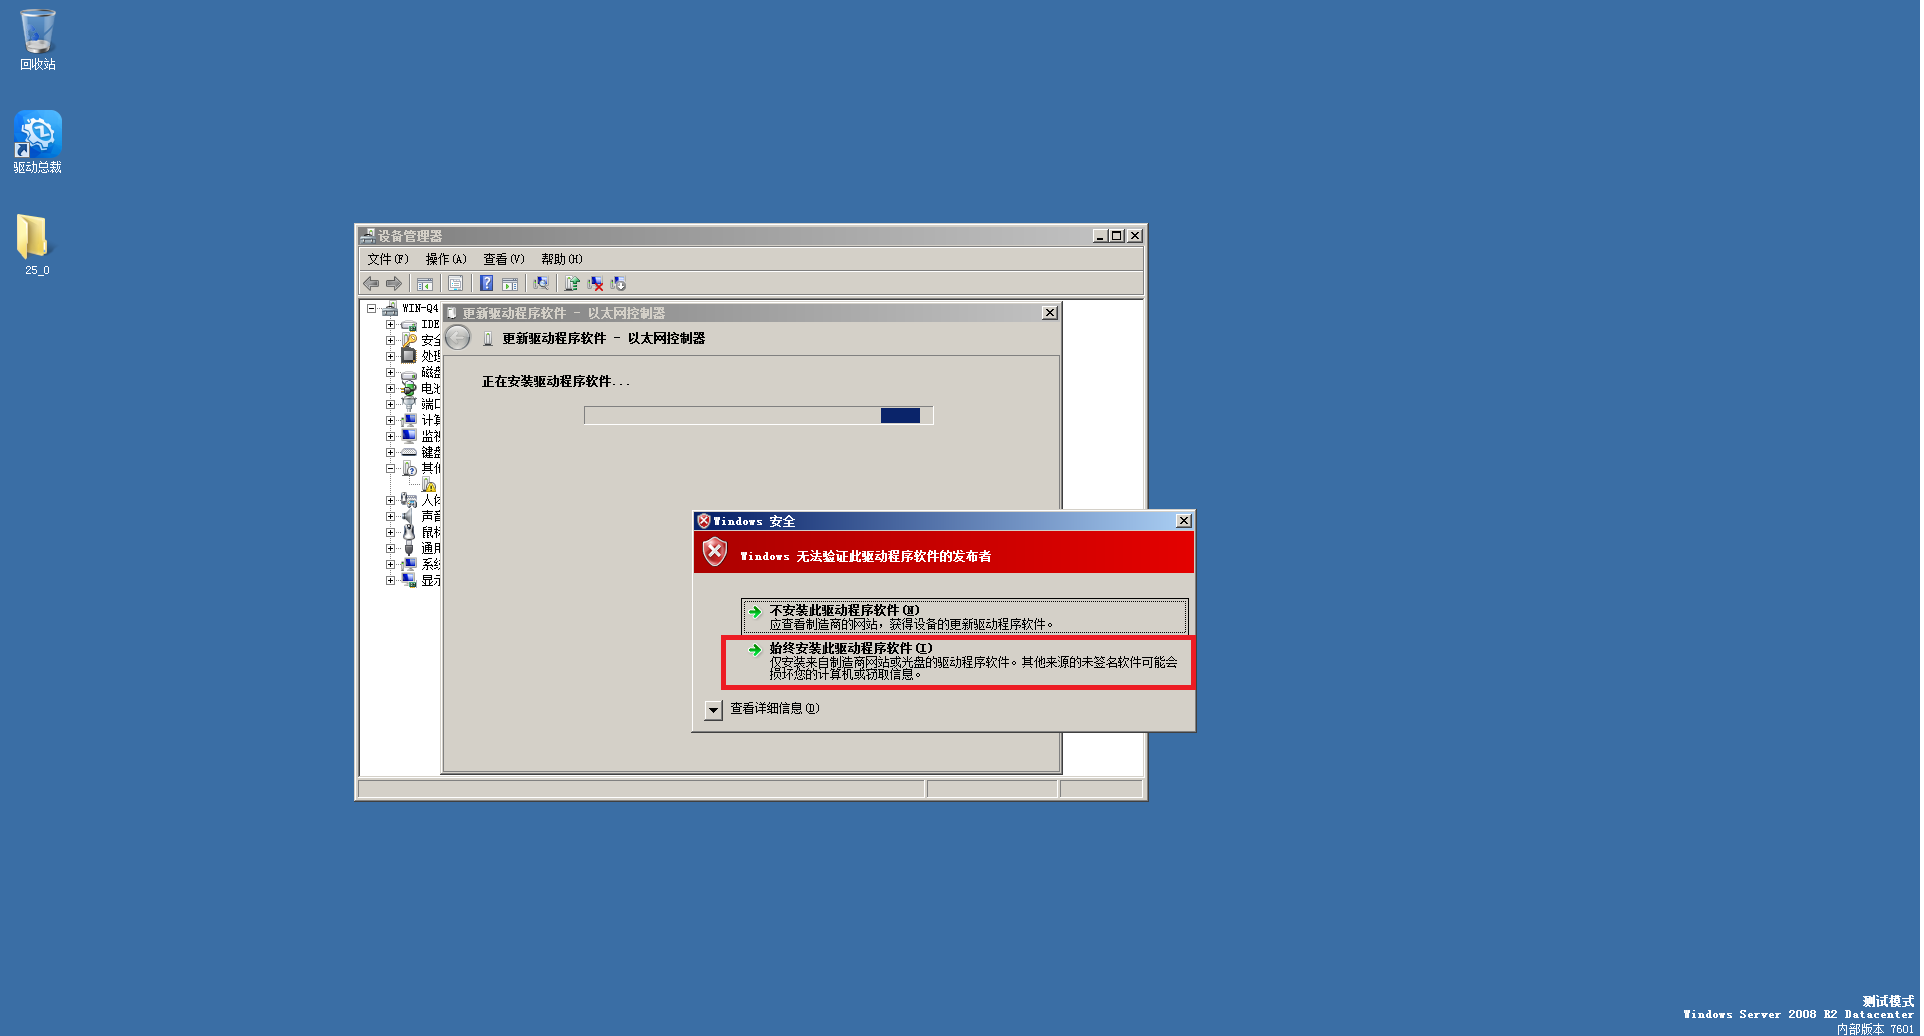 回收站
驱动总裁
25_0
设备管理器
文件(F) 操作(A) 查看(V) 帮助(H)
WIN-Q4
IDE
安全
处理
磁盘
电池
端口
计算
监视
键盘
其他
人体
声音
鼠标
通用
系统
显示
更新驱动程序软件 - 以太网控制器
更新驱动程序软件 - 以太网控制器
正在安装驱动程序软件...
Windows 安全
Windows 无法验证此驱动程序软件的发布者
不安装此驱动程序软件(N)
应查看制造商的网站，获得设备的更新驱动程序软件。
始终安装此驱动程序软件(I)
仅安装来自制造商网站或光盘的驱动程序软件。其他来源的未签名软件可能会
损坏您的计算机或窃取信息。
查看详细信息(D)
测试模式
Windows Server 2008 R2 Datacenter
内部版本 7601